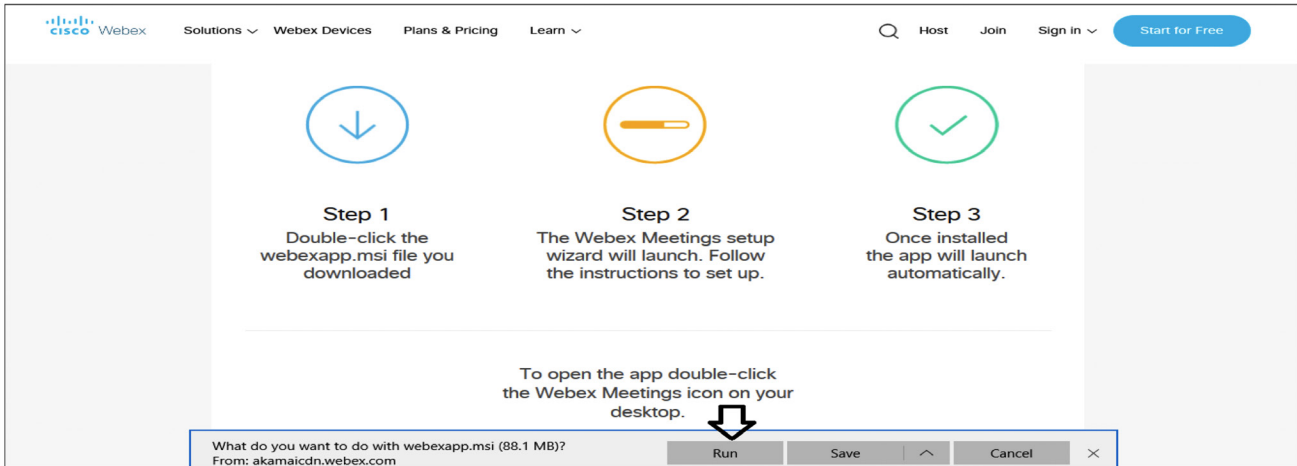 CISCO Webex Solutions Webex Devices Plans & Pricing Learn Host Join Sign in Start for Free
Step 1
Double-click the
webexapp.msi file you
downloaded
Step 2
The Webex Meetings setup
wizard will launch. Follow
the instructions to set up.
Step 3
Once installed
the app will launch
automatically.
To open the app double-click
the Webex Meetings icon on your
desktop.
What do you want to do with webexapp.msi (88.1 MB)?
From: akamaicdn.webex.com
Run Save Cancel